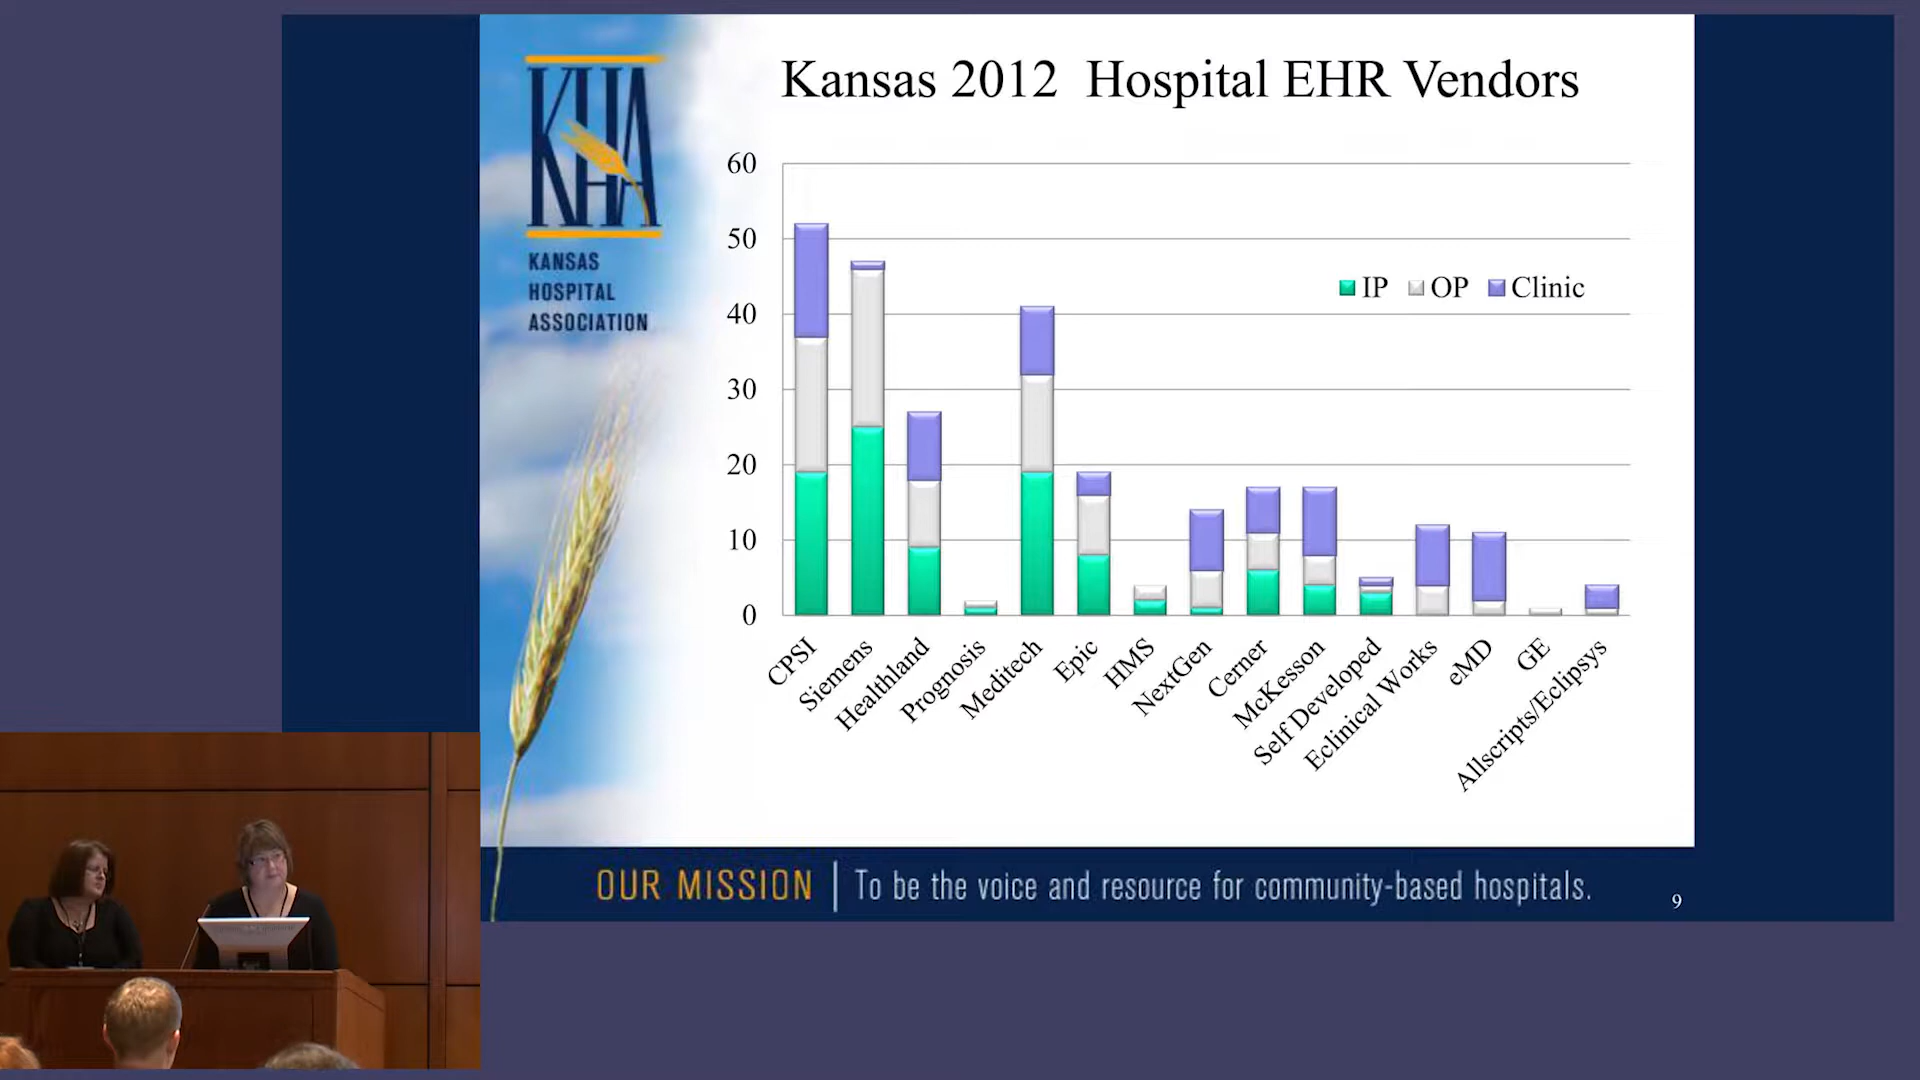 Kansas 2012 Hospital EHR Vendors
KHA
KANSAS
HOSPITAL
ASSOCIATION
60
50
40
30
20
10
0
IP OP Clinic
CPSI
Siemens
Healthland
Prognosis
Meditech
Epic
HMS
NextGen
Cerner
McKesson
Self Developed
Eclinical Works
eMD
GE
Allscripts/Eclipsys
OUR MISSION | To be the voice and resource for community-based hospitals.
9